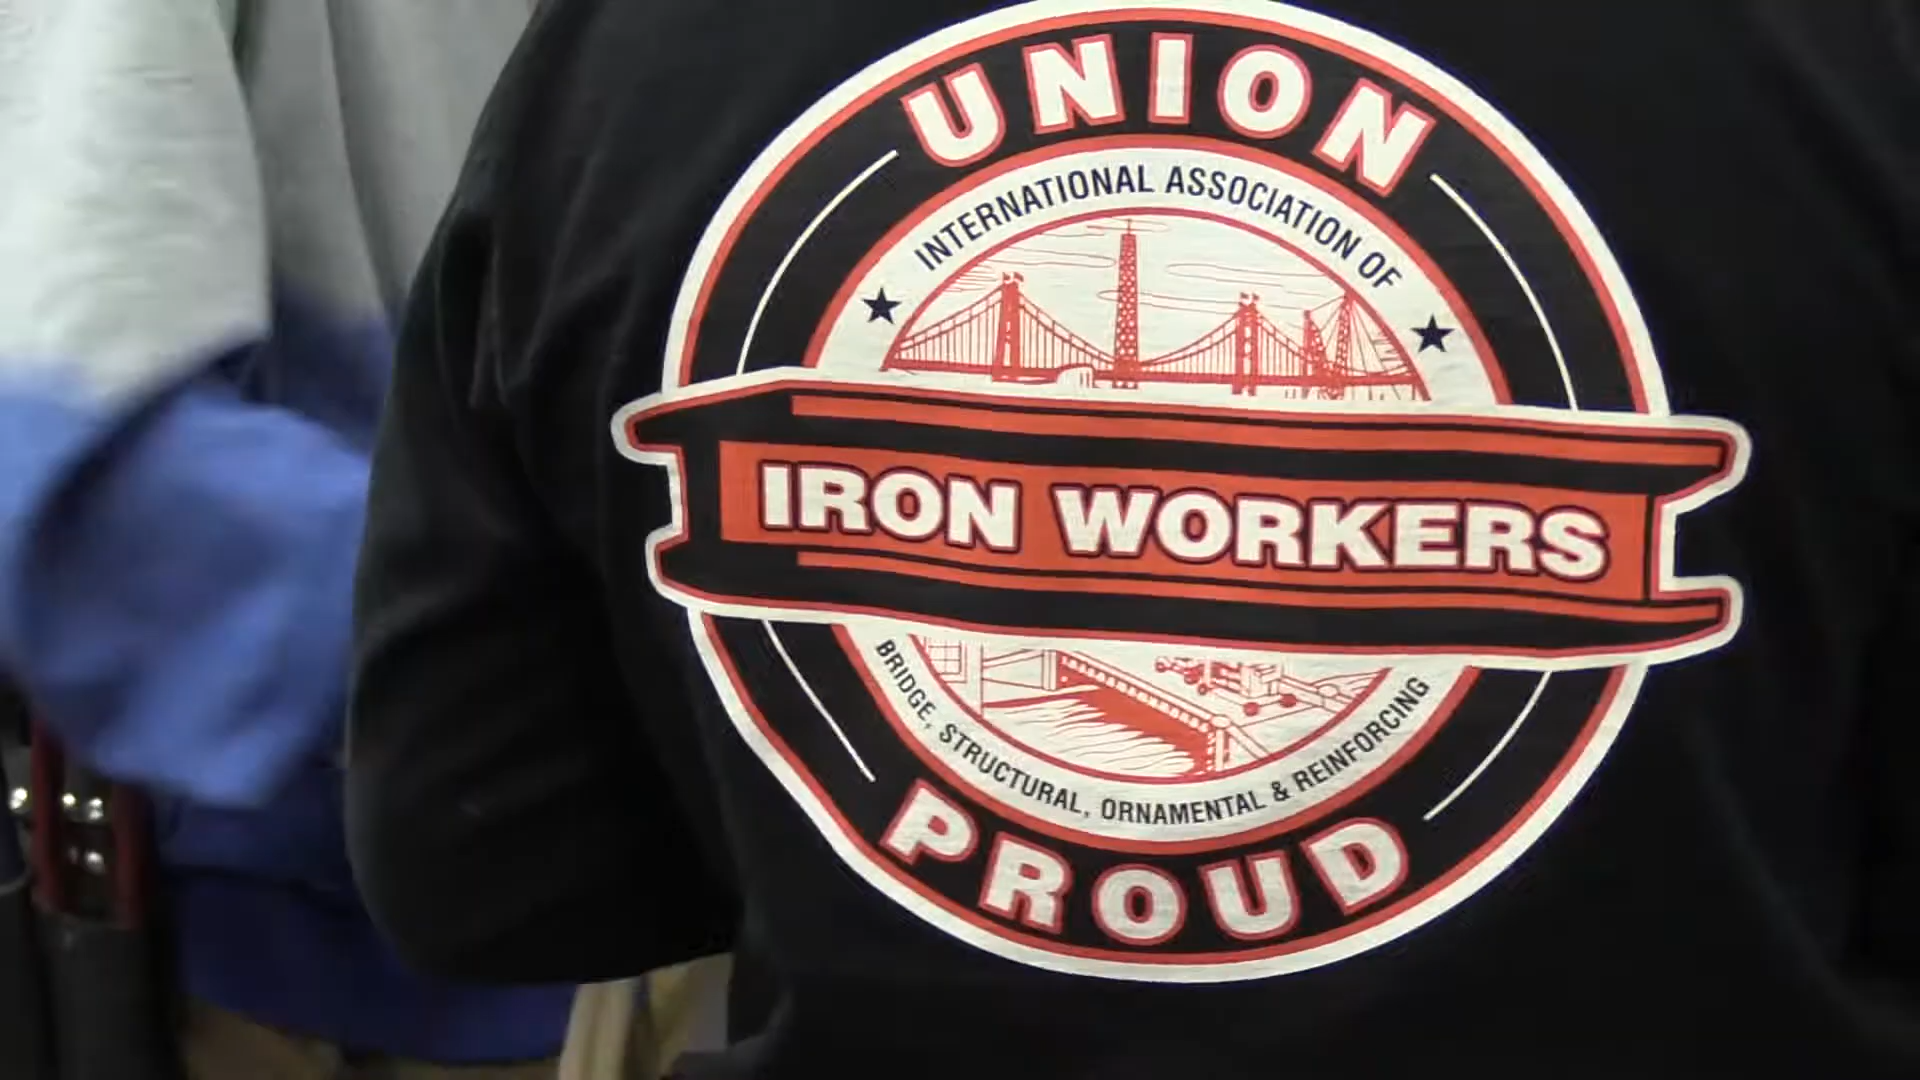 UNION
INTERNATIONAL ASSOCIATION OF
IRON WORKERS
BRIDGE, STRUCTURAL, ORNAMENTAL & REINFORCING
PROUD